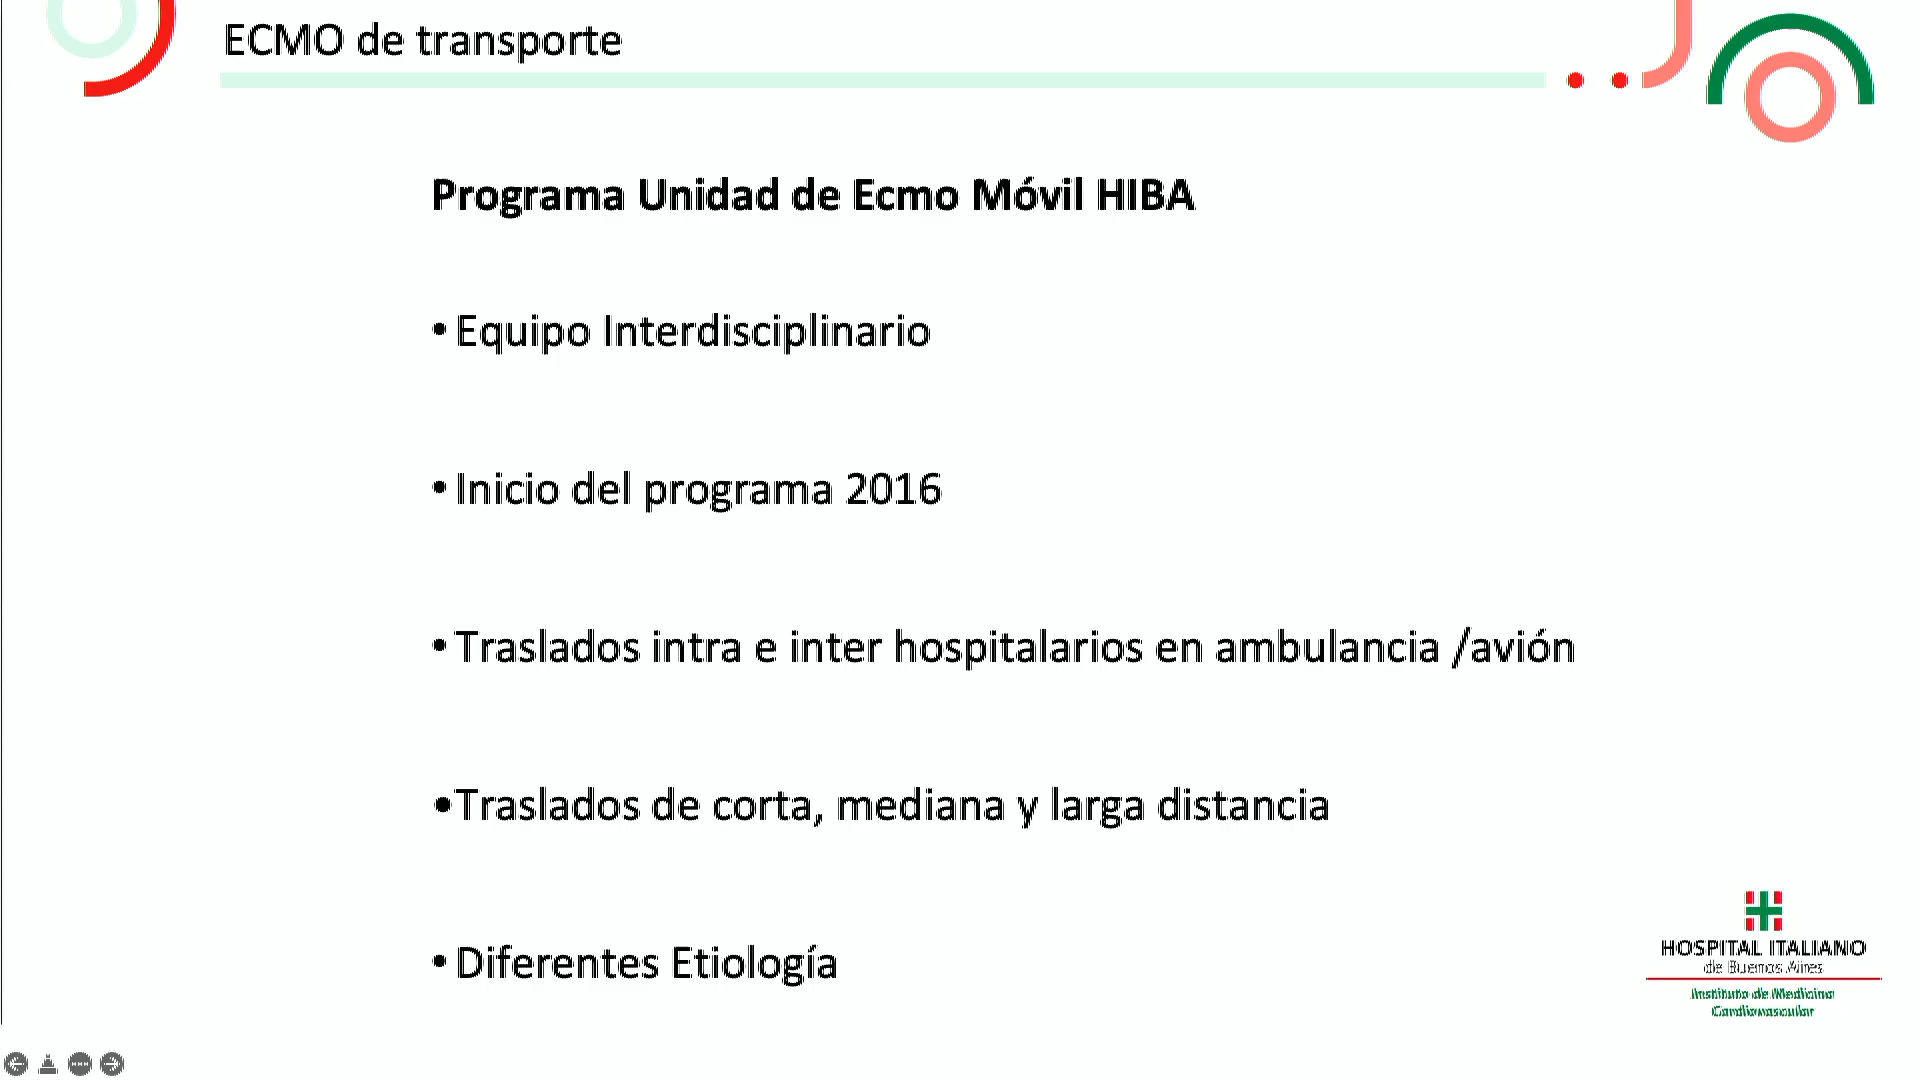 ECMO de transporte
Programa Unidad de Ecmo Móvil HIBA
• Equipo Interdisciplinario
• Inicio del programa 2016
• Traslados intra e inter hospitalarios en ambulancia /avión
•Traslados de corta, mediana y larga distancia
• Diferentes Etiología
HOSPITAL ITALIANO
de Buenos Aires
Instituto de Medicina
Cardiovascular